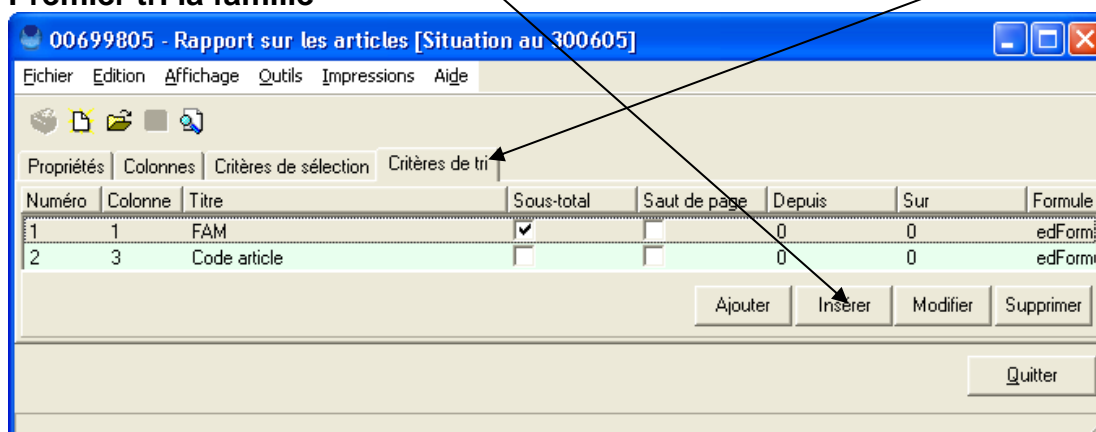 Premier tri la famille
00699805 - Rapport sur les articles [Situation au 300605]
Fichier Edition Affichage Outils Impressions Aide
Propriétés Colonnes Critères de sélection Critères de tri
Numéro Colonne Titre Sous-total Saut de page Depuis Sur Formule
1 1 FAM 0 0 edForm
2 3 Code article 0 0 edForm
Ajouter Insérer Modifier Supprimer
Quitter